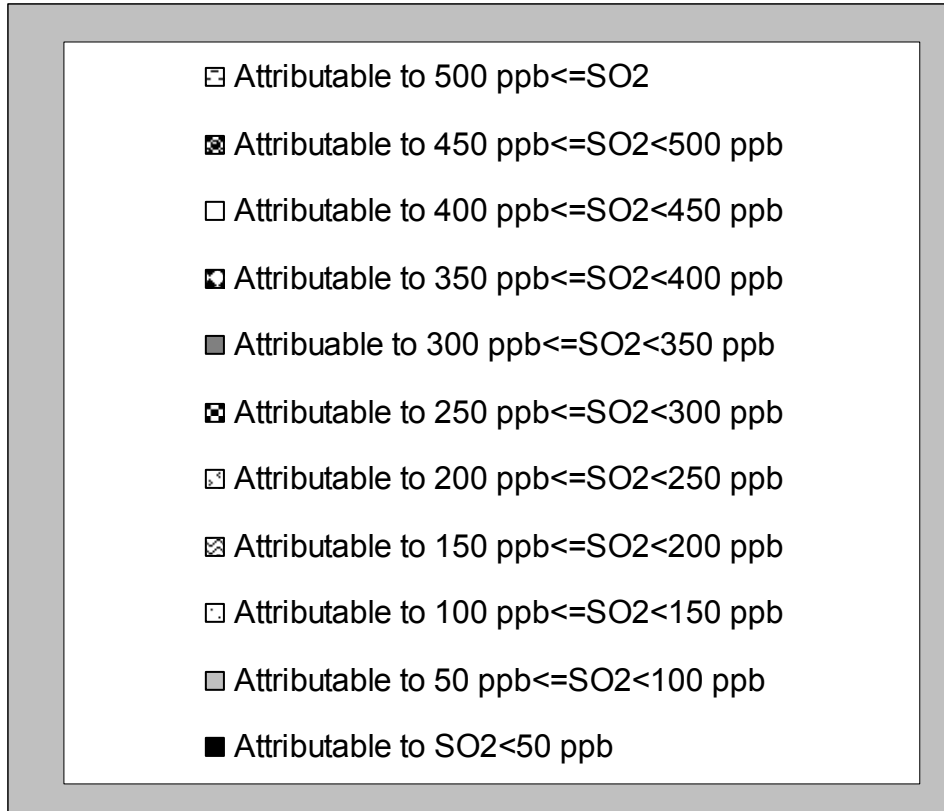 Attributable to 500 ppb<=SO2
Attributable to 450 ppb<=SO2<500 ppb
Attributable to 400 ppb<=SO2<450 ppb
Attributable to 350 ppb<=SO2<400 ppb
Attribuable to 300 ppb<=SO2<350 ppb
Attributable to 250 ppb<=SO2<300 ppb
Attributable to 200 ppb<=SO2<250 ppb
Attributable to 150 ppb<=SO2<200 ppb
Attributable to 100 ppb<=SO2<150 ppb
Attributable to 50 ppb<=SO2<100 ppb
Attributable to SO2<50 ppb